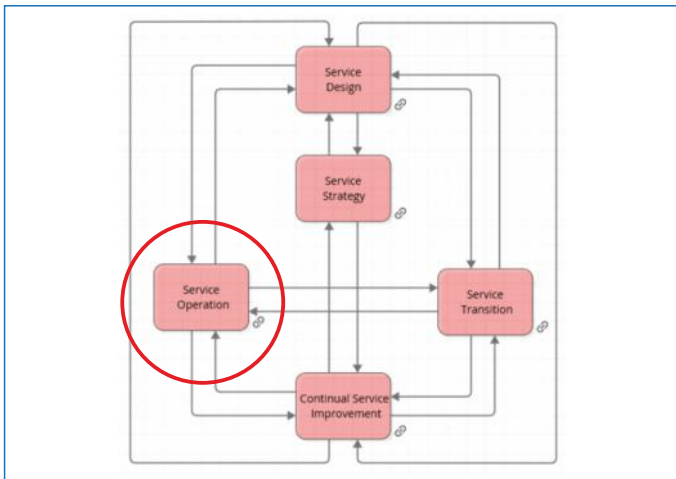 Service
Design
Service
Strategy
Service
Operation
Service
Transition
Continual Service
Improvement